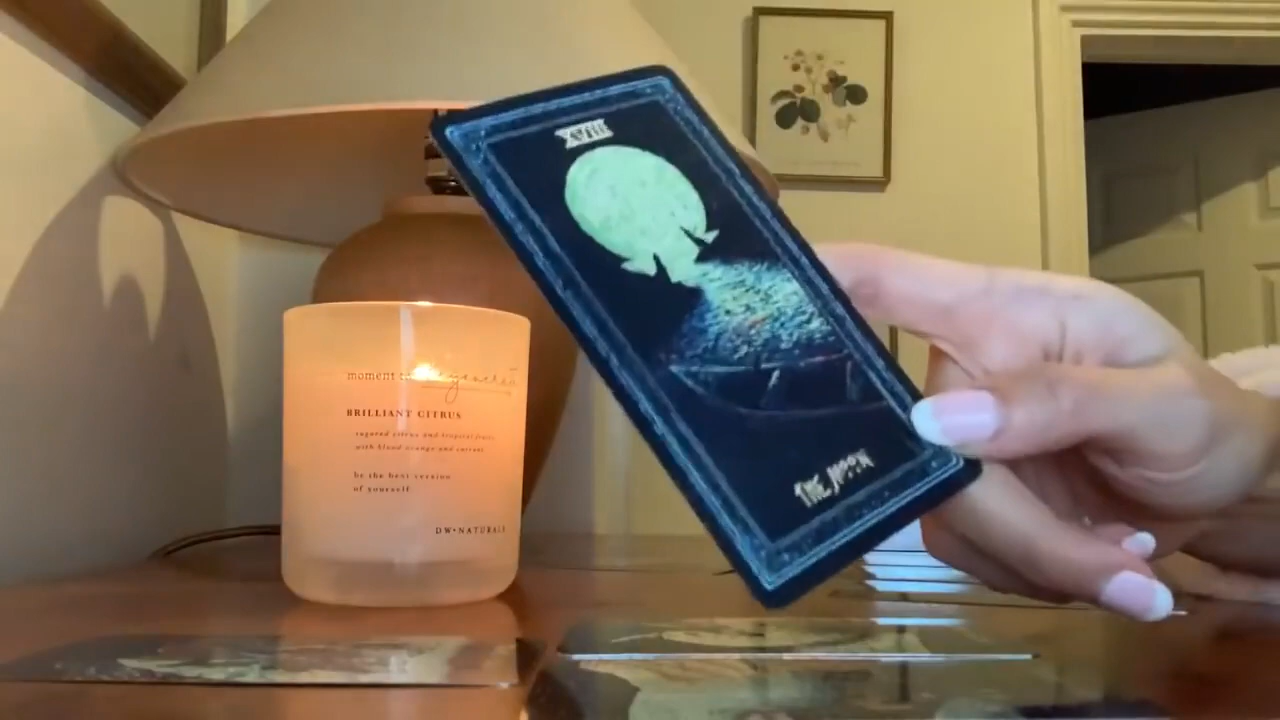 XVIII
THE MOON
moment to
BRILLIANT CITRUS
sugared citrus and tropical fruits
with blood orange and currant
be the best version
of yourself
DW•NATURALS